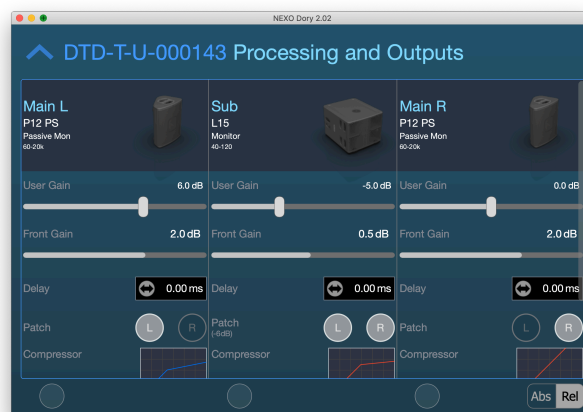 NEXO Dory 2.02
DTD-T-U-000143 Processing and Outputs
Main L
P12 PS
Passive Mon
60-20k
Sub
L15
Monitor
40-120
Main R
P12 PS
Passive Mon
60-20k
User Gain 6.0 dB
User Gain -5.0 dB
User Gain 0.0 dB
Front Gain 2.0 dB
Front Gain 0.5 dB
Front Gain 2.0 dB
Delay 0.00 ms
Delay 0.00 ms
Delay 0.00 ms
Patch L R
Patch L R
(-6dB)
Patch L R
Compressor
Compressor
Compressor
Abs Rel